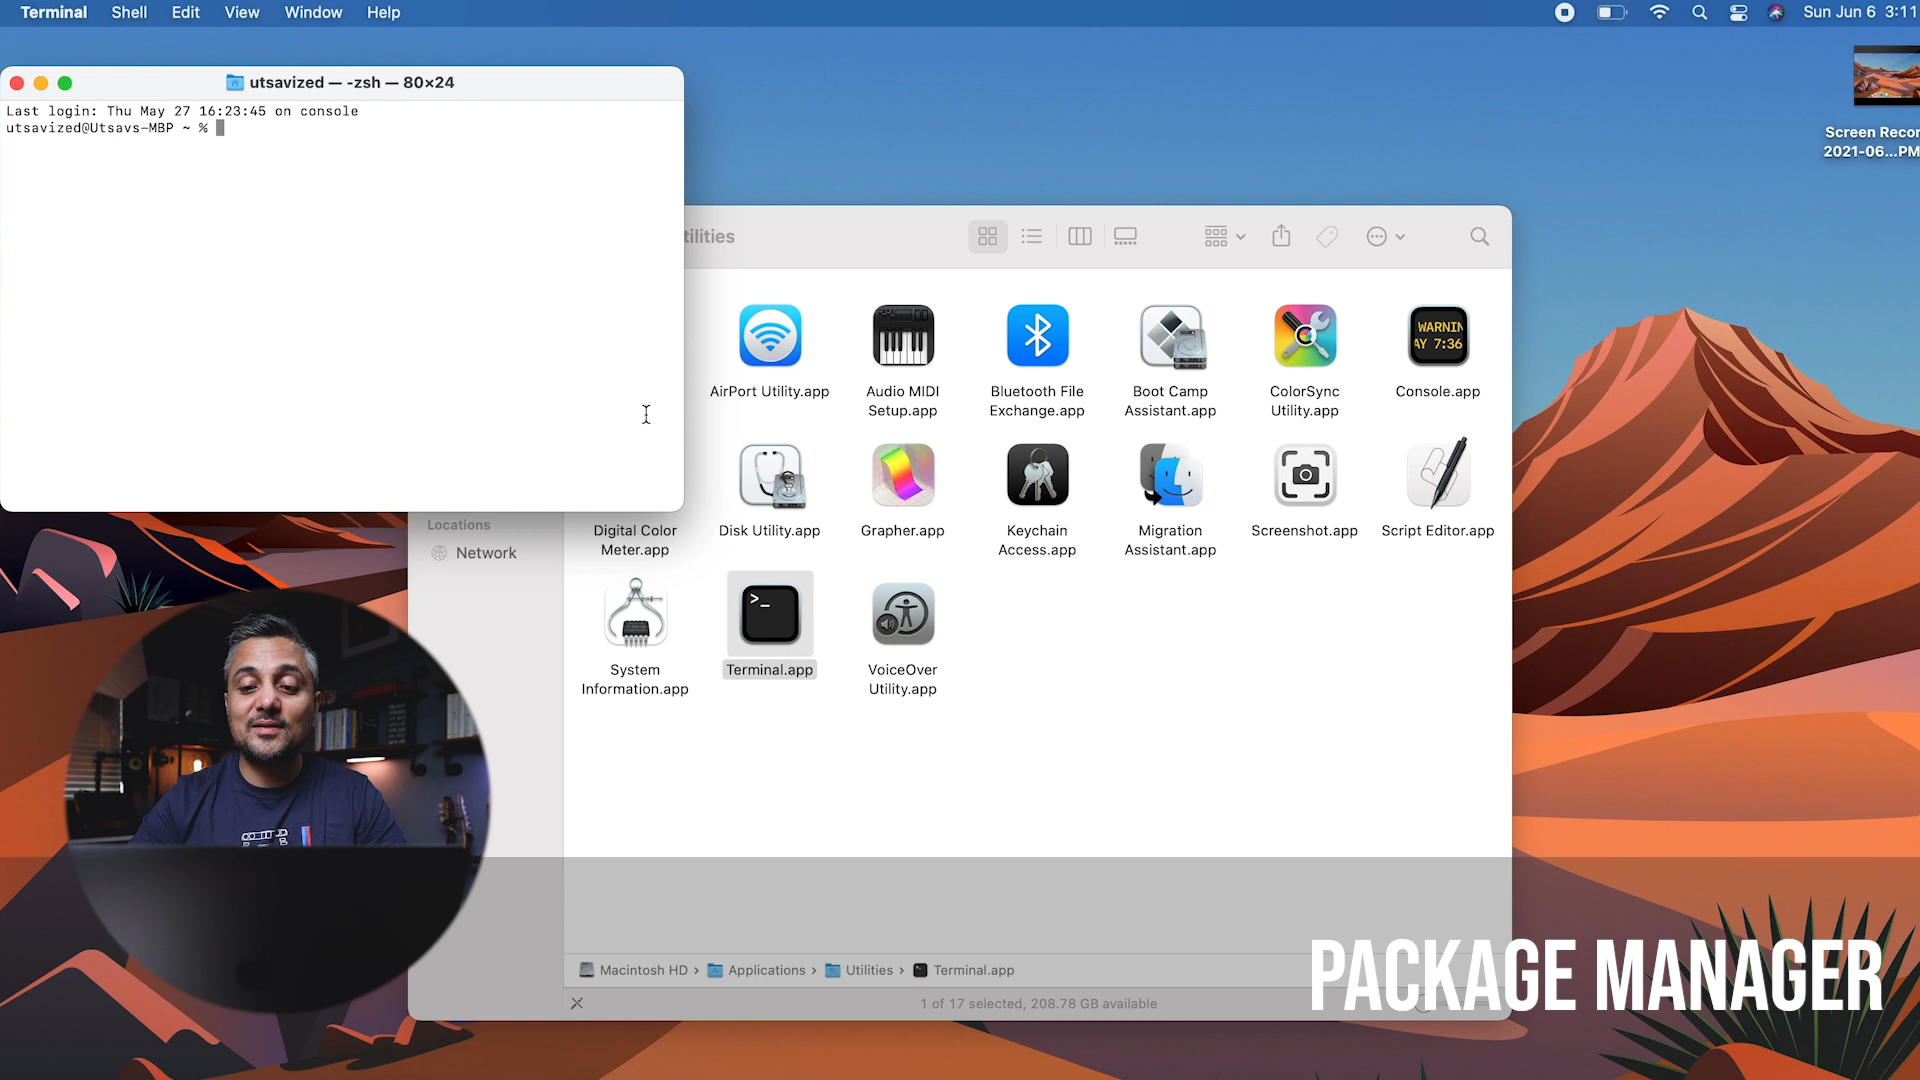 Terminal Shell Edit View Window Help
Sun Jun 6 3:11
utsavized — -zsh — 80×24
Last login: Thu May 27 16:23:45 on console
utsavized@Utsavs-MBP ~ %
Screen Recor
2021-06...PM
tilities
AirPort Utility.app
Audio MIDI
Setup.app
Bluetooth File
Exchange.app
Boot Camp
Assistant.app
ColorSync
Utility.app
WARNIN
AY 7:36
Console.app
Locations
Network
Digital Color
Meter.app
Disk Utility.app
Grapher.app
Keychain
Access.app
Migration
Assistant.app
Screenshot.app
Script Editor.app
System
Information.app
>_
Terminal.app
VoiceOver
Utility.app
Macintosh HD › Applications › Utilities › Terminal.app
1 of 17 selected, 208.78 GB available
PACKAGE MANAGER